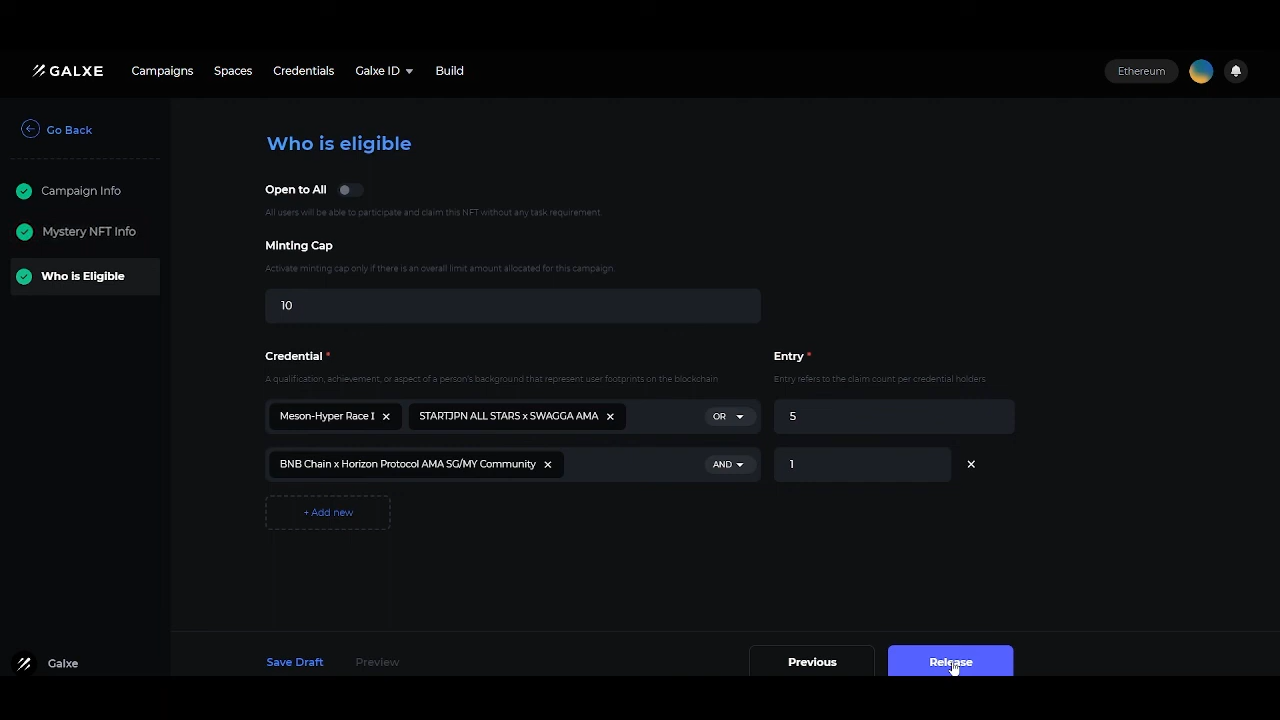 GALXE
Campaigns
Spaces
Credentials
Galxe ID
Build
Ethereum
Go Back
Campaign Info
Mystery NFT Info
Who is Eligible
Who is eligible
Open to All
All users will be able to participate and claim this NFT without any task requirement.
Minting Cap
Activate minting cap only if there is an overall limit amount allocated for this campaign.
10
Credential *
A qualification, achievement, or aspect of a person's background that represent user footprints on the blockchain
Entry *
Entry refers to the claim count per credential holders
Meson-Hyper Race I ×
STARTJPN ALL STARS x SWAGGA AMA ×
OR
5
BNB Chain x Horizon Protocol AMA SG/MY Community ×
AND
1
×
+ Add new
Galxe
Save Draft
Preview
Previous
Release